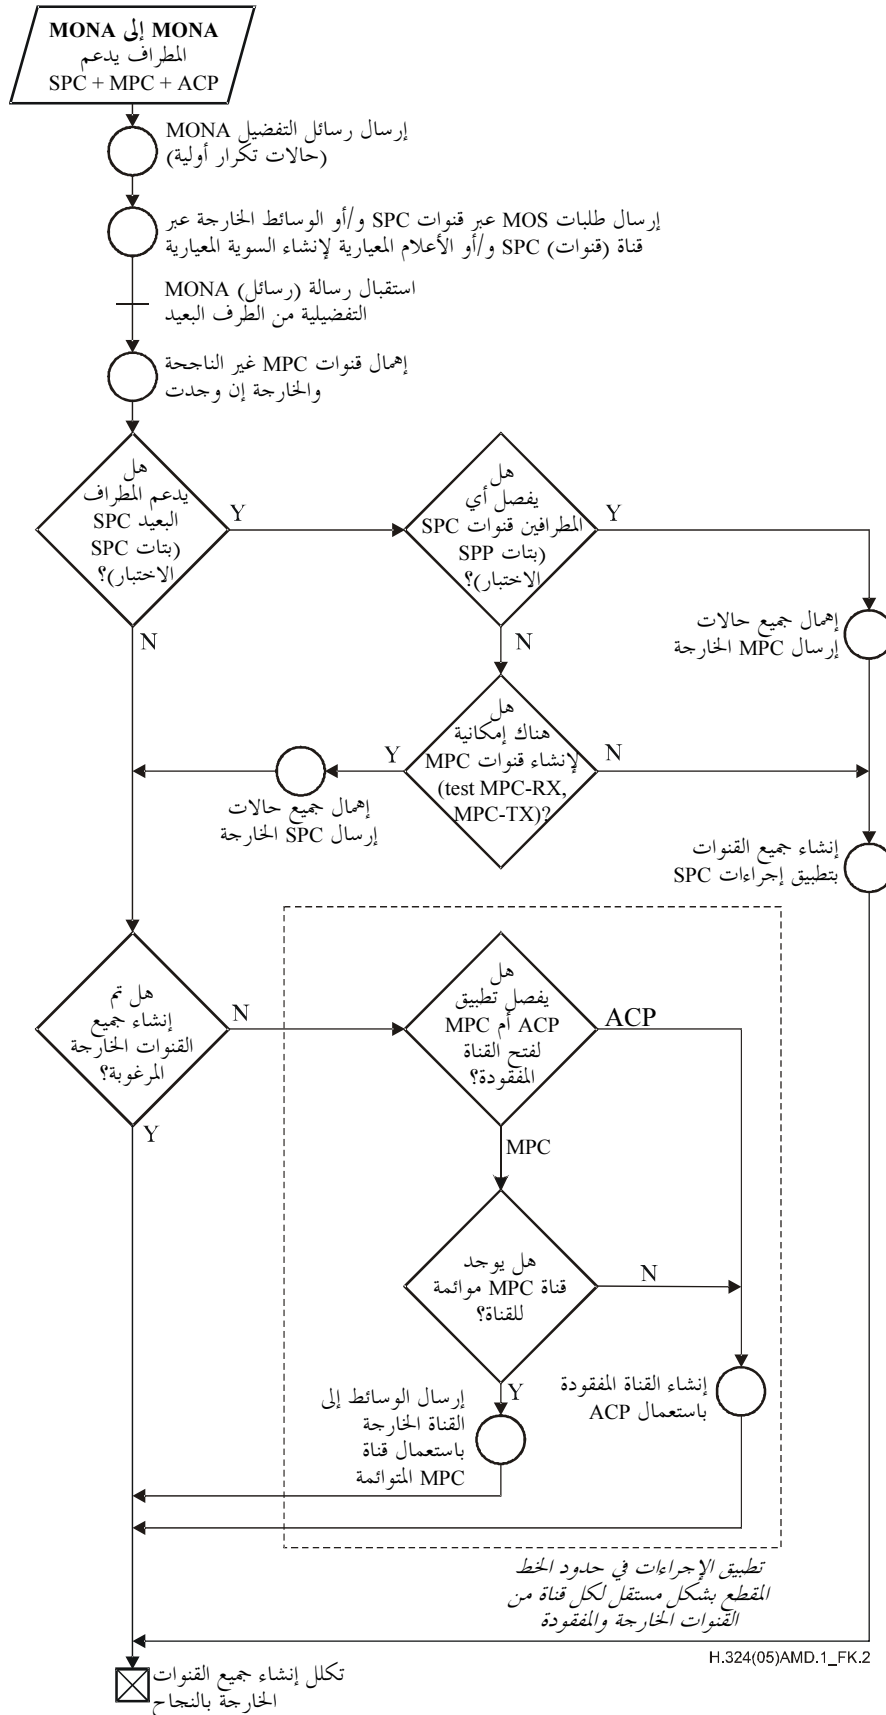 MONA إلى MONA
المطراف يدعم
SPC + MPC + ACP
إرسال رسائل التفضيل MONA
(حالات تكرار أولية)
إرسال طلبات MOS عبر قنوات SPC و/أو الوسائط الخارجة عبر
قناة (قنوات) SPC و/أو الأعلام المعيارية لإنشاء السوية المعيارية
استقبال رسالة (رسائل) MONA
التفضيلية من الطرف البعيد
إهمال قنوات MPC غير الناجحة
والخارجة إن وجدت
هل
يدعم المطراف
البعيد SPC
(بتات SPC
الاختبار)؟
Y
N
هل
يفصل أي
المطرافين قنوات SPC
(بتات SPP
الاختبار)؟
Y
N
إهمال جميع حالات
إرسال MPC الخارجة
هل
هناك إمكانية
لإنشاء قنوات MPC
(test MPC-RX,
MPC-TX)?
Y
N
إهمال جميع حالات
إرسال SPC الخارجة
إنشاء جميع القنوات
بتطبيق إجراءات SPC
هل تم
إنشاء جميع
القنوات الخارجة
المرغوبة؟
N
Y
هل
يفصل تطبيق
ACP أم MPC
لفتح القناة
المفقودة؟
ACP
MPC
هل يوجد
قناة MPC موائمة
للقناة؟
N
Y
إنشاء القناة المفقودة
باستعمال ACP
إرسال الوسائط إلى
القناة الخارجة
باستعمال قناة
MPC المتوائمة
تطبيق الإجراءات في حدود الخط
المقطع بشكل مستقل لكل قناة من
القنوات الخارجة والمفقودة
H.324(05)AMD.1_FK.2
تكلل إنشاء جميع القنوات
الخارجة بالنجاح